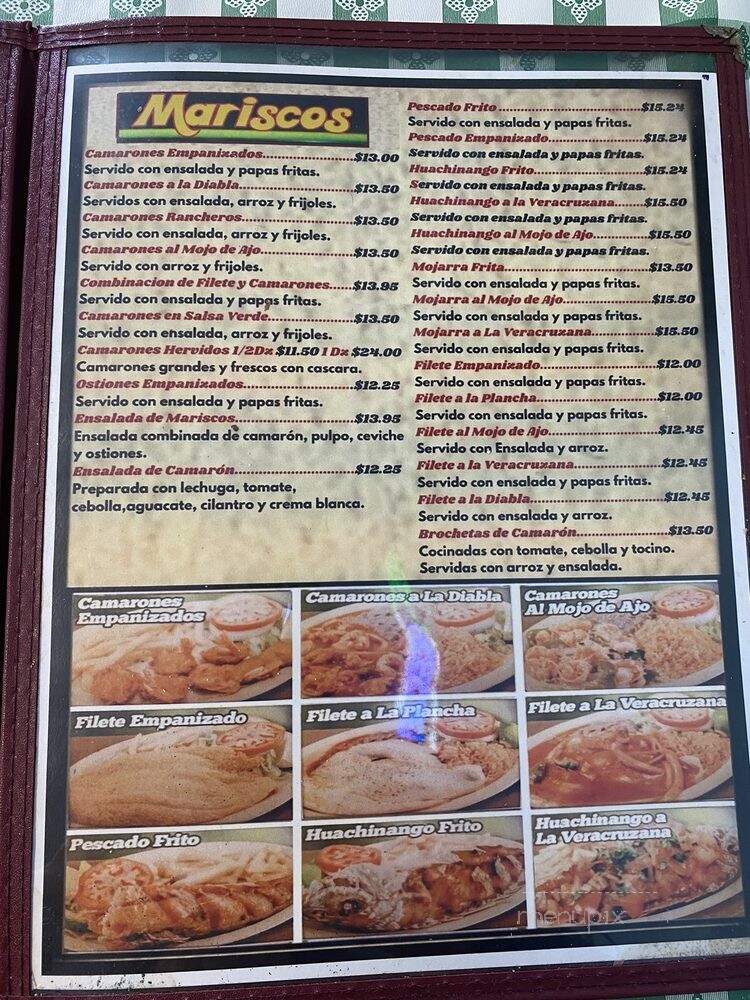 Mariscos
Camarones Empanizados..................$13.00
Servido con ensalada y papas fritas.
Camarones a la Diabla.......................$13.50
Servidos con ensalada, arroz y frijoles.
Camarones Rancheros......................$13.50
Servido con ensalada, arroz y frijoles.
Camarones al Mojo de Ajo..................$13.50
Servido con arroz y frijoles.
Combinacion de Filete y Camarones.....$13.95
Servido con ensalada y papas fritas.
Camarones en Salsa Verde.................$13.50
Servido con ensalada, arroz y frijoles.
Camarones Hervidos 1/2Dz $11.50 1 Dz $24.00
Camarones grandes y frescos con cascara.
Ostiones Empanizados......................$12.25
Servido con ensalada y papas fritas.
Ensalada de Mariscos.......................$13.95
Ensalada combinada de camarón, pulpo, ceviche
y ostiones.
Ensalada de Camarón.......................$12.25
Preparada con lechuga, tomate,
cebolla,aguacate, cilantro y crema blanca.
Pescado Frito............................$15.24
Servido con ensalada y papas fritas.
Pescado Empanizado...................$15.24
Servido con ensalada y papas fritas.
Huachinango Frito......................$15.24
Servido con ensalada y papas fritas.
Huachinango a la Veracruzana........$15.50
Servido con ensalada y papas fritas.
Huachinango al Mojo de Ajo...........$15.50
Servido con ensalada y papas fritas.
Mojarra Frita.............................$13.50
Servido con ensalada y papas fritas.
Mojarra al Mojo de Ajo.................$15.50
Servido con ensalada y papas fritas.
Mojarra a La Veracruzana..............$15.50
Servido con ensalada y papas fritas.
Filete Empanizado.......................$12.00
Servido con ensalada y papas fritas.
Filete a la Plancha........................$12.00
Servido con ensalada y papas fritas.
Filete al Mojo de Ajo.....................$12.45
Servido con Ensalada y arroz.
Filete a la Veracruzana.................$12.45
Servido con ensalada y papas fritas.
Filete a la Diabla.........................$12.45
Servido con ensalada y arroz.
Brochetas de Camarón..................$13.50
Cocinadas con tomate, cebolla y tocino.
Servidas con arroz y ensalada.
Camarones
Empanizados
Camarones a La Diabla
Camarones
Al Mojo de Ajo
Filete Empanizado
Filete a La Plancha
Filete a La Veracruzana
Pescado Frito
Huachinango Frito
Huachinango a
La Veracruzana
menupix